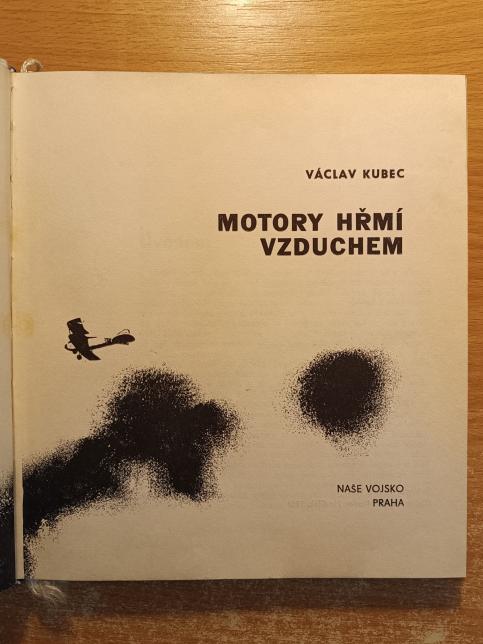 VÁCLAV KUBEC
MOTORY HŘMÍ
VZDUCHEM
NAŠE VOJSKO
PRAHA